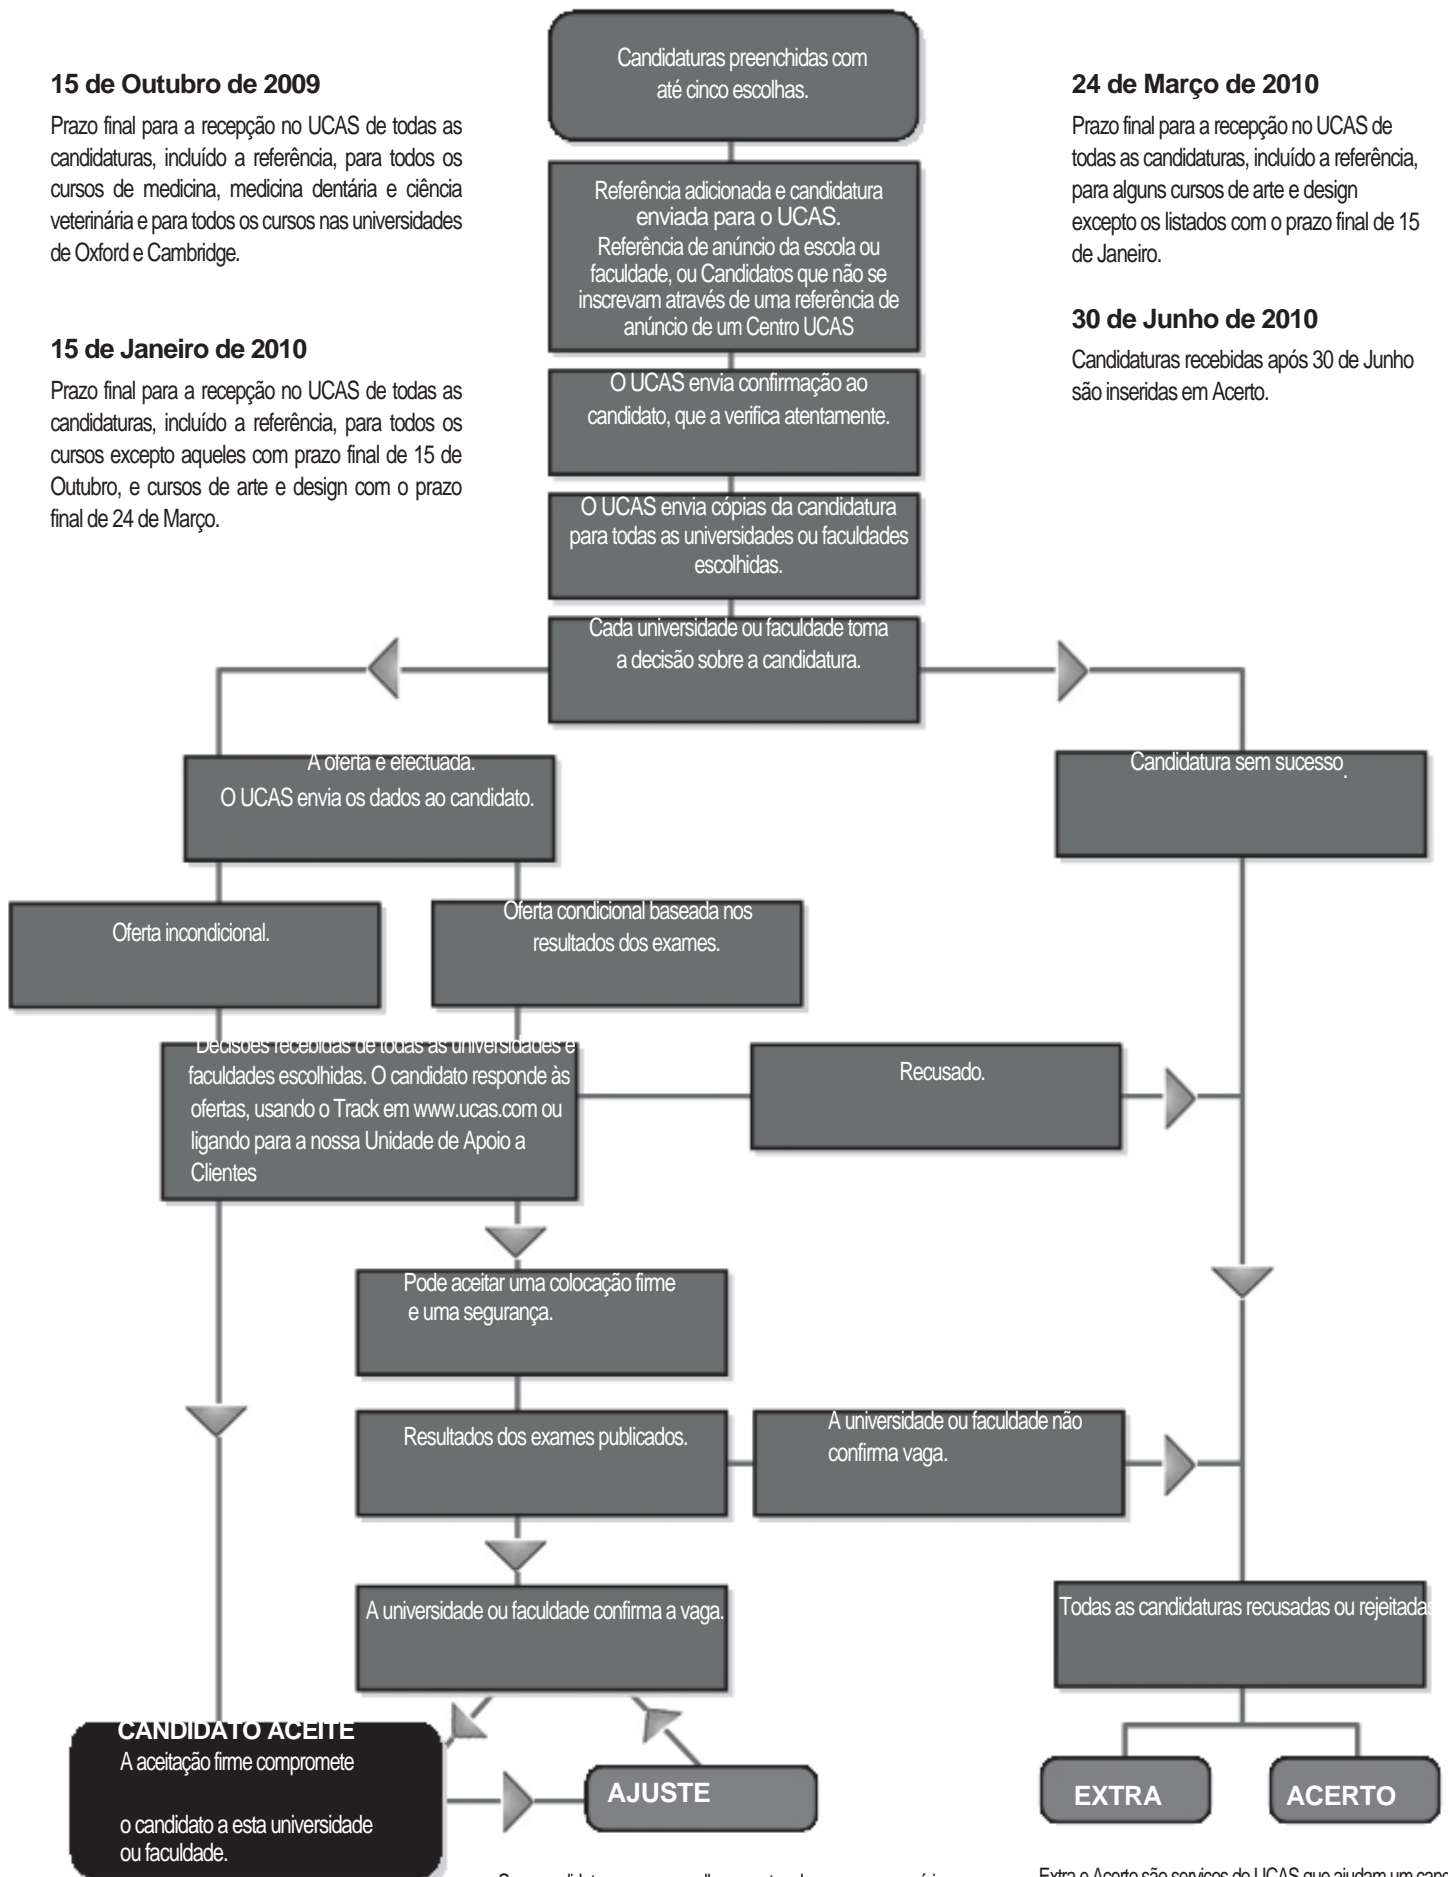 Candidaturas preenchidas com
até cinco escolhas.
15 de Outubro de 2009
Prazo final para a recepção no UCAS de todas as
candidaturas, incluído a referência, para todos os
cursos de medicina, medicina dentária e ciência
veterinária e para todos os cursos nas universidades
de Oxford e Cambridge.
15 de Janeiro de 2010
Prazo final para a recepção no UCAS de todas as
candidaturas, incluído a referência, para todos os
cursos excepto aqueles com prazo final de 15 de
Outubro, e cursos de arte e design com o prazo
final de 24 de Março.
24 de Março de 2010
Prazo final para a recepção no UCAS de
todas as candidaturas, incluído a referência,
para alguns cursos de arte e design
excepto os listados com o prazo final de 15
de Janeiro.
30 de Junho de 2010
Candidaturas recebidas após 30 de Junho
são inseridas em Acerto.
Referência adicionada e candidatura
enviada para o UCAS.
Referência de anúncio da escola ou
faculdade, ou Candidatos que não se
inscrevam através de uma referência de
anúncio de um Centro UCAS
O UCAS envia confirmação ao
candidato, que a verifica atentamente.
O UCAS envia cópias da candidatura
para todas as universidades ou faculdades
escolhidas.
Cada universidade ou faculdade toma
a decisão sobre a candidatura.
A oferta é efectuada.
O UCAS envia os dados ao candidato.
Candidatura sem sucesso.
Oferta incondicional.
Oferta condicional baseada nos
resultados dos exames.
Decisões recebidas de todas as universidades e
faculdades escolhidas. O candidato responde às
ofertas, usando o Track em www.ucas.com ou
ligando para a nossa Unidade de Apoio a
Clientes
Recusado.
Pode aceitar uma colocação firme
e uma segurança.
Resultados dos exames publicados.
A universidade ou faculdade não
confirma vaga.
A universidade ou faculdade confirma a vaga.
Todas as candidaturas recusadas ou rejeitadas
CANDIDATO ACEITE
A aceitação firme compromete
o candidato a esta universidade
ou faculdade.
AJUSTE
EXTRA
ACERTO
Extra e Acerto são serviços do UCAS que ajudam um